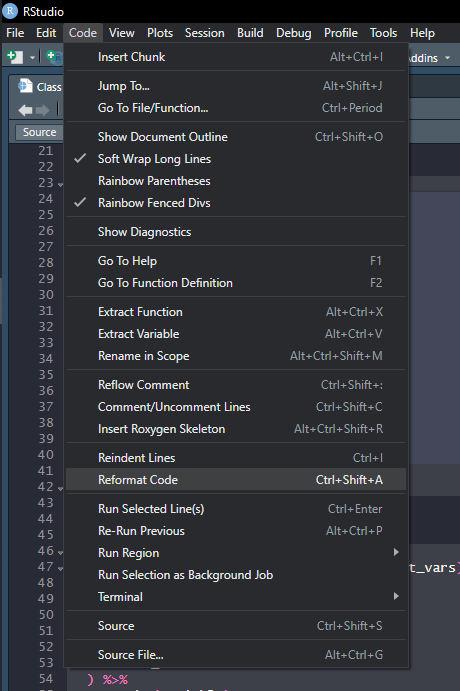 RStudio
File Edit Code View Plots Session Build Debug Profile Tools Help
Insert Chunk Alt+Ctrl+I
Addins
Jump To... Alt+Shift+J
Class
Go To File/Function... Ctrl+Period
Source
Show Document Outline Ctrl+Shift+O
21
Soft Wrap Long Lines
22
Rainbow Parentheses
23
24
Rainbow Fenced Divs
25
26
Show Diagnostics
27
28
Go To Help F1
29
Go To Function Definition F2
30
31
Extract Function Alt+Ctrl+X
32
Extract Variable Alt+Ctrl+V
33
Rename in Scope Alt+Ctrl+Shift+M
34
35
Reflow Comment Ctrl+Shift+:
36
37
Comment/Uncomment Lines Ctrl+Shift+C
38
Insert Roxygen Skeleton Alt+Ctrl+Shift+R
39
40
Reindent Lines Ctrl+I
41
Reformat Code Ctrl+Shift+A
42
43
Run Selected Line(s) Ctrl+Enter
44
Re-Run Previous Alt+Ctrl+P
45
46
Run Region
47
t_vars)
Run Selection as Background Job
48
Terminal
49
50
51
Source Ctrl+Shift+S
52
Source File... Alt+Ctrl+G
53
54 ) %>%